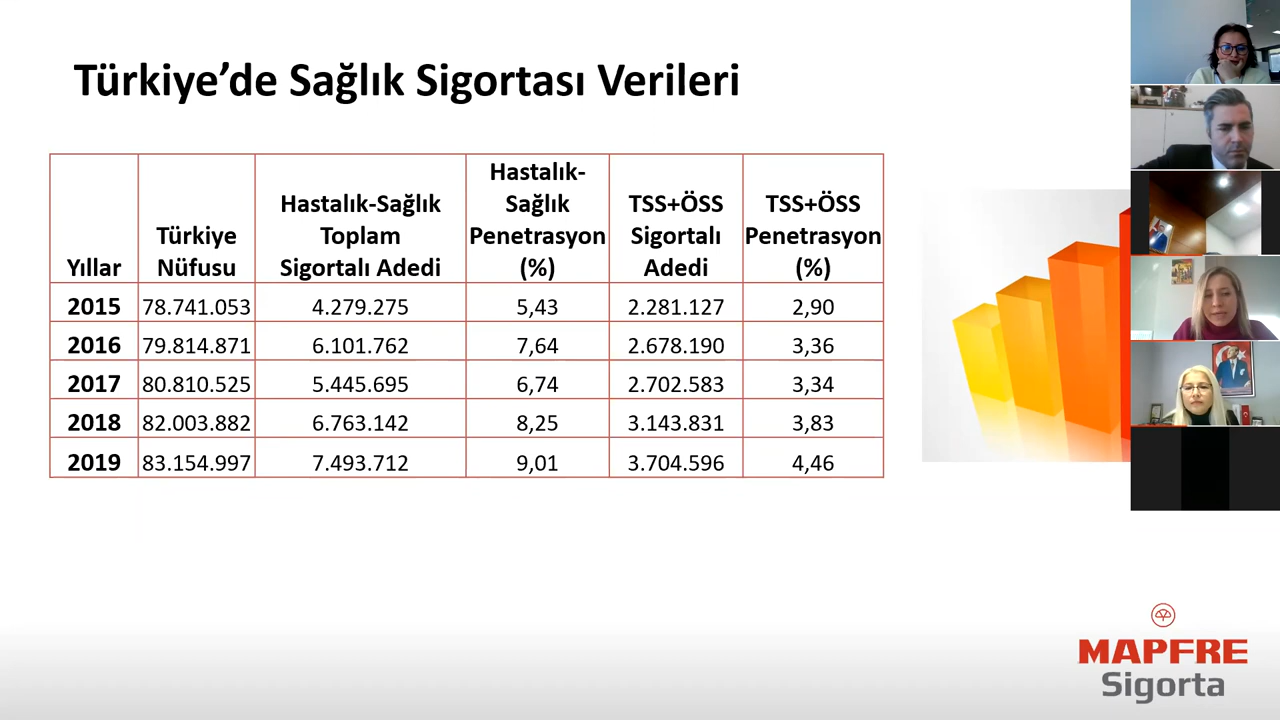 Türkiye’de Sağlık Sigortası Verileri
Yıllar | Türkiye Nüfusu | Hastalık-Sağlık Toplam Sigortalı Adedi | Hastalık-Sağlık Penetrasyon (%) | TSS+ÖSS Sigortalı Adedi | TSS+ÖSS Penetrasyon (%)
2015 78.741.053 4.279.275 5,43 2.281.127 2,90
2016 79.814.871 6.101.762 7,64 2.678.190 3,36
2017 80.810.525 5.445.695 6,74 2.702.583 3,34
2018 82.003.882 6.763.142 8,25 3.143.831 3,83
2019 83.154.997 7.493.712 9,01 3.704.596 4,46
MAPFRE
Sigorta